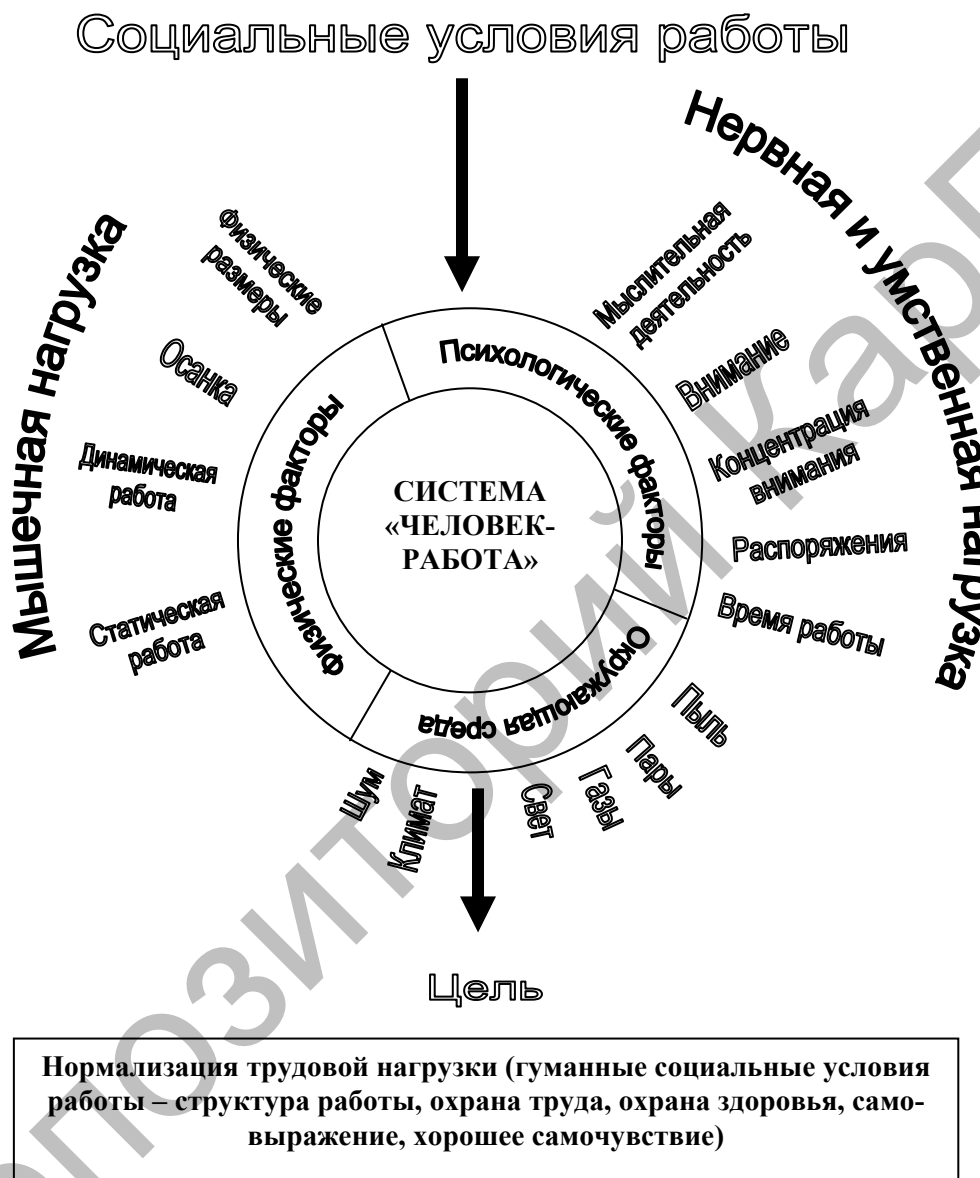 Социальные условия работы
Мышечная нагрузка
Физические
размеры
Осанка
Динамическая
работа
Статическая
работа
Нервная и умственная нагрузка
Мыслительная
деятельность
Внимание
Концентрация
внимания
Распоряжения
Время работы
Психологические факторы
Физические факторы
Окружающая среда
СИСТЕМА
«ЧЕЛОВЕК-
РАБОТА»
Шум
Климат
Свет
Газы
Пары
Пыль
Цель
Нормализация трудовой нагрузки (гуманные социальные условия
работы – структура работы, охрана труда, охрана здоровья, само-
выражение, хорошее самочувствие)